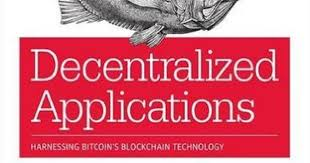 Decentralized
Applications
HARNESSING BITCOIN'S BLOCKCHAIN TECHNOLOGY